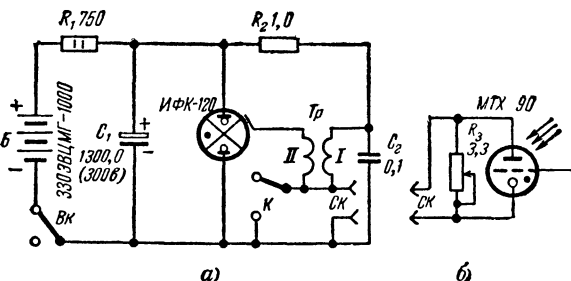 R₁ 750
R₂ 1,0
ИФК-120
Тр
МТХ 90
+
Б
330ЭВЦМГ-1000
−
C₁
+
1300,0
−
(300в)
II
I
C₂
0,1
R₃
3,3
Вк
К
СК
СК
а)
б)